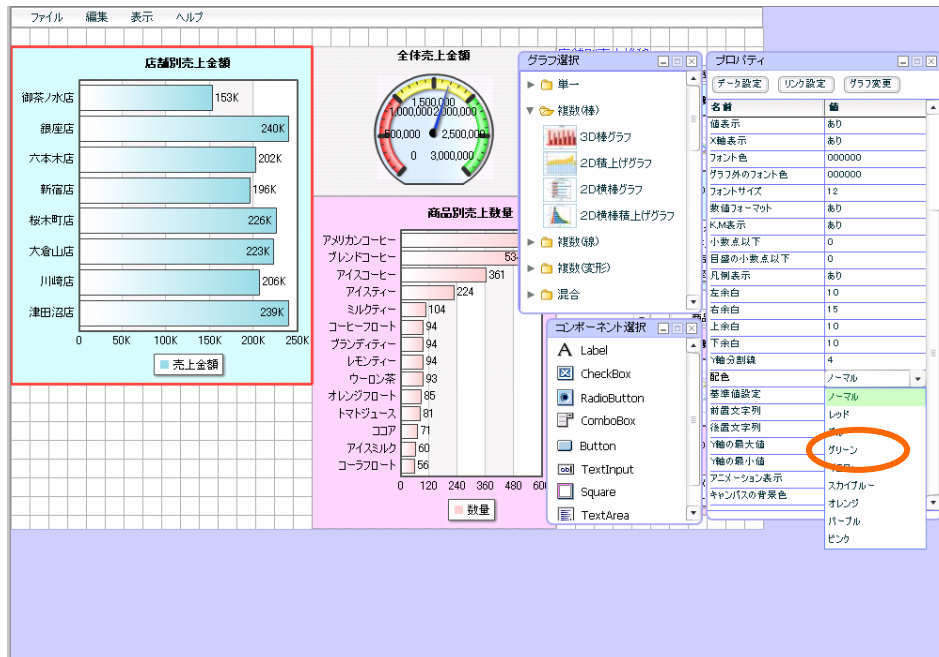 ファイル 編集 表示 ヘルプ
店舗別売上金額
御茶ノ水店 153K
銀座店 240K
六本木店 202K
新宿店 196K
桜木町店 226K
大倉山店 223K
川崎店 206K
津田沼店 239K
0 50K 100K 150K 200K 250K
売上金額
全体売上金額
1,500,000
1,000,000 2,000,000
500,000 2,500,000
0 3,000,000
商品別売上数量
アメリカンコーヒー
ブレンドコーヒー
アイスコーヒー 361
アイスティー 224
ミルクティー 104
コーヒーフロート 94
ブランディティー 94
レモンティー 94
ウーロン茶 93
オレンジフロート 85
トマトジュース 81
ココア 71
アイスミルク 60
コーラフロート 56
0 120 240 360 480
数量
グラフ選択
単一
複数(棒)
3D棒グラフ
2D積上げグラフ
2D横棒グラフ
2D横棒積上げグラフ
複数(線)
複数(変形)
混合
コンポーネント選択
Label
CheckBox
RadioButton
ComboBox
Button
TextInput
Square
TextArea
プロパティ
データ設定 リンク設定 グラフ変更
名前 値
値表示 あり
X軸表示 あり
フォント色 000000
グラフ外のフォント色 000000
フォントサイズ 12
数値フォーマット あり
K,M表示 あり
小数点以下 0
目盛の小数点以下 0
凡例表示 あり
左余白 10
右余白 15
上余白 10
下余白 10
Y軸分割線 4
配色 ノーマル
基準値設定
前置文字列
後置文字列
Y軸の最大値
Y軸の最小値
アニメーション表示
キャンバスの背景色
ノーマル
レッド
グリーン
スカイブルー
オレンジ
パープル
ピンク